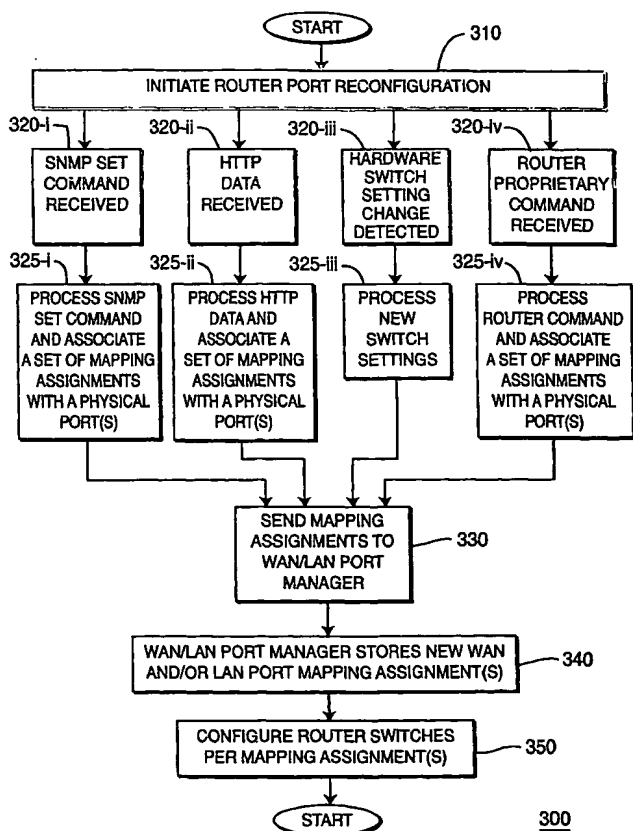 START
310
INITIATE ROUTER PORT RECONFIGURATION
320-i
320-ii
320-iii
320-iv
SNMP SET
COMMAND
RECEIVED
HTTP
DATA
RECEIVED
HARDWARE
SWITCH
SETTING
CHANGE
DETECTED
ROUTER
PROPRIETARY
COMMAND
RECEIVED
325-i
325-ii
325-iii
325-iv
PROCESS SNMP
SET COMMAND
AND ASSOCIATE
A SET OF MAPPING
ASSIGNMENTS
WITH A PHYSICAL
PORT(S)
PROCESS HTTP
DATA AND
ASSOCIATE A
SET OF MAPPING
ASSIGNMENTS
WITH A PHYSICAL
PORT(S)
PROCESS
NEW
SWITCH
SETTINGS
PROCESS
ROUTER COMMAND
AND ASSOCIATE
A SET OF MAPPING
ASSIGNMENTS
WITH A PHYSICAL
PORT(S)
SEND MAPPING
ASSIGNMENTS TO
WAN/LAN PORT
MANAGER
330
WAN/LAN PORT MANAGER STORES NEW WAN
AND/OR LAN PORT MAPPING ASSIGNMENT(S)
340
CONFIGURE ROUTER SWITCHES
PER MAPPING ASSIGNMENT(S)
350
START
300